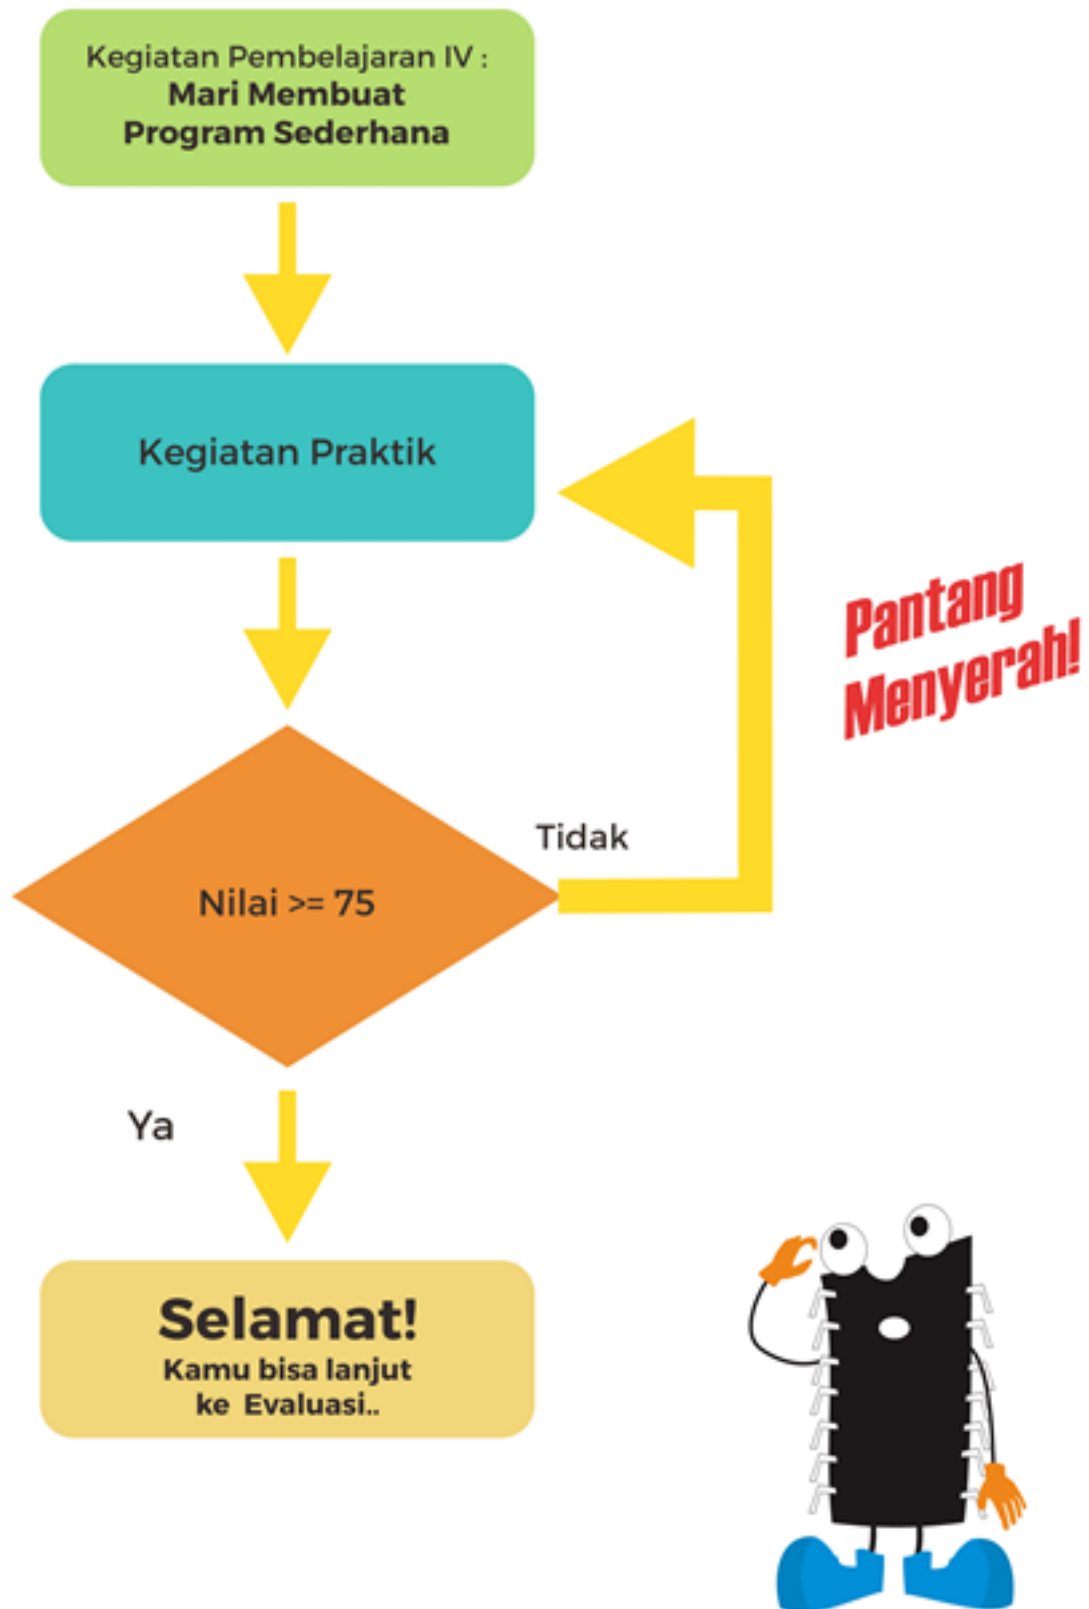 Kegiatan Pembelajaran IV :
Mari Membuat
Program Sederhana
Kegiatan Praktik
Pantang
Menyerah!
Tidak
Nilai >= 75
Ya
Selamat!
Kamu bisa lanjut
ke Evaluasi..